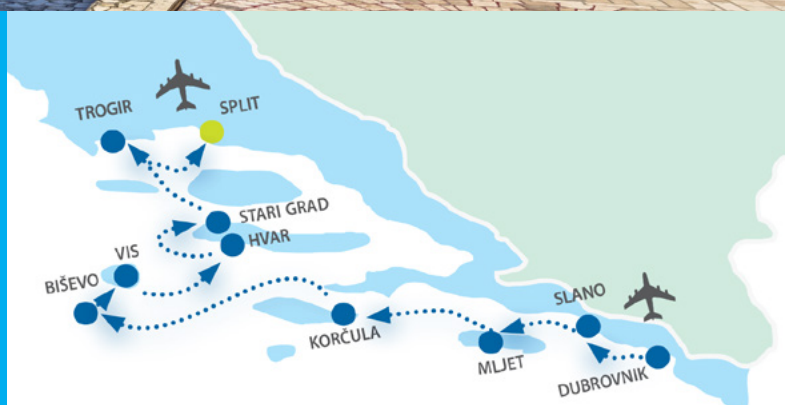 TROGIR
SPLIT
STARI GRAD
HVAR
VIS
BIŠEVO
KORČULA
MLJET
SLANO
DUBROVNIK